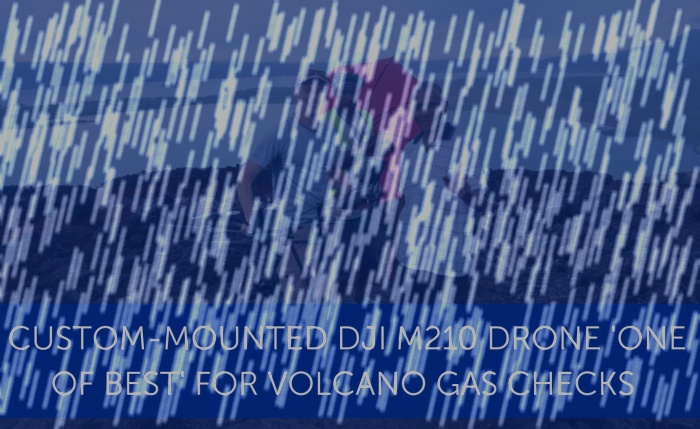 CUSTOM-MOUNTED DJI M210 DRONE 'ONE
OF BEST' FOR VOLCANO GAS CHECKS